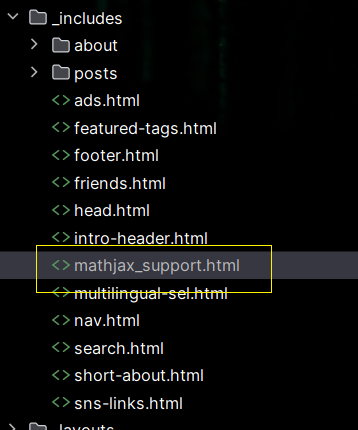 _includes
about
posts
ads.html
featured-tags.html
footer.html
friends.html
head.html
intro-header.html
mathjax_support.html
multilingual-sel.html
nav.html
search.html
short-about.html
sns-links.html
_layouts